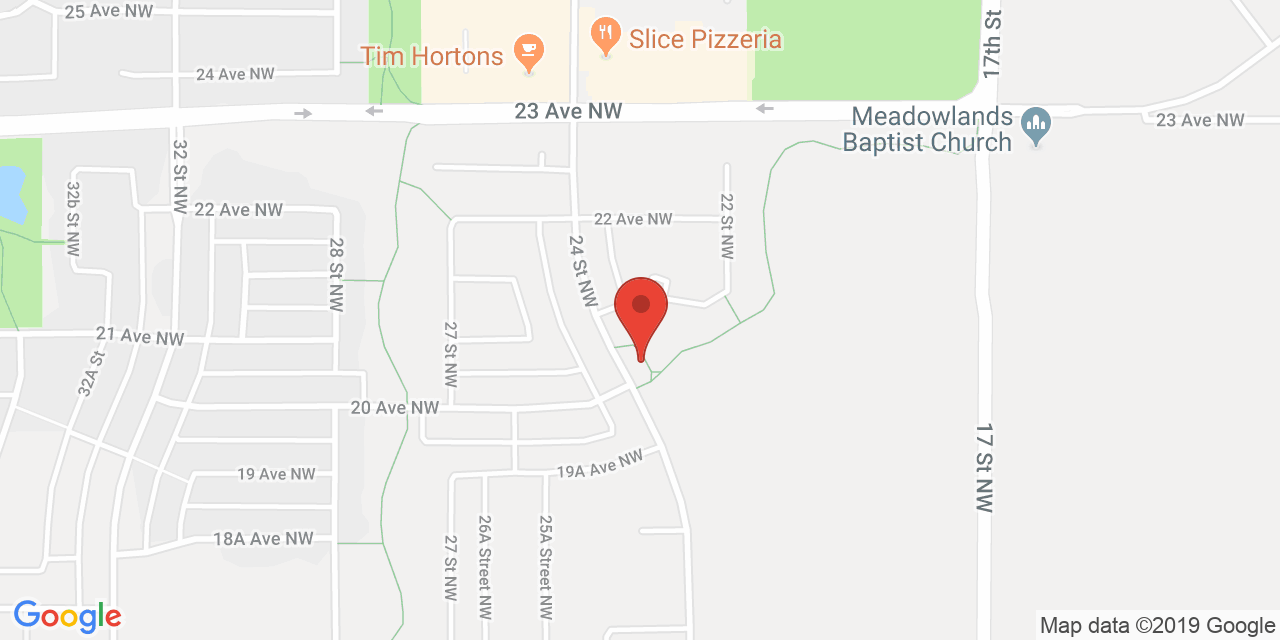 25 Ave NW
17th St
Slice Pizzeria
Tim Hortons
24 Ave NW
23 Ave NW
Meadowlands
Baptist Church
23 Ave NW
32 St NW
32b St NW
22 Ave NW
22 Ave NW
22 St NW
28 St NW
24 St NW
21 Ave NW
27 St NW
32A St
20 Ave NW
17 St NW
19A Ave NW
19 Ave NW
18A Ave NW
27 St NW
26A Street NW
25A Street NW
Google
Map data ©2019 Google